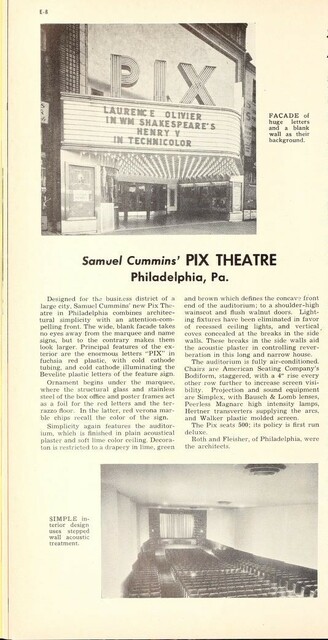 E-8
PIX
LAURENCE OLIVIER
IN WM SHAKESPEARE'S
HENRY V
IN TECHNICOLOR
FACADE of
huge letters
and a blank
wall as their
background.
Samuel Cummins' PIX THEATRE
Philadelphia, Pa.
Designed for the business district of a
large city, Samuel Cummins' new Pix The-
atre in Philadelphia combines architec-
tural simplicity with an attention-com-
pelling front. The wide, blank facade takes
no eyes away from the marquee and name
signs, but to the contrary makes them
look larger. Principal features of the ex-
terior are the enormous letters "PIX" in
fuchsia red plastic, with cold cathode
tubing, and cold cathode illuminating the
Bevelite plastic letters of the feature sign.
Ornament begins under the marquee,
where the structural glass and stainless
steel of the box office and poster frames act
as a foil for the red letters and the ter-
razzo floor. In the latter, red verona mar-
ble chips recall the color of the sign.
Simplicity again features the auditor-
ium, which is finished in plain acoustical
plaster and soft lime color ceiling. Decora-
ton is restricted to a drapery in lime, green
and brown which defines the concave front
end of the auditorium; to a shoulder-high
wainscot and flush walnut doors. Light-
ing fixtures have been eliminated in favor
of recessed ceiling lights, and vertical
coves concealed at the breaks in the side
walls. These breaks in the side walls aid
the acoustic plaster in controlling rever-
beration in this long and narrow house.
The auditorium is fully air-conditioned.
Chairs are American Seating Company's
Bodiform, staggered, with a 4" rise every
other row further to increase screen visi-
bility. Projection and sound equipment
are Simplex, with Bausch & Lomb lenses,
Peerless Magnarc high intensity lamps,
Hertner transverters supplying the arcs,
and Walker plastic molded screen.
The Pix seats 500; its policy is first run
deluxe.
Roth and Fleisher, of Philadelphia, were
the architects.
SIMPLE in-
terior design
uses stepped
wall acoustic
treatment.